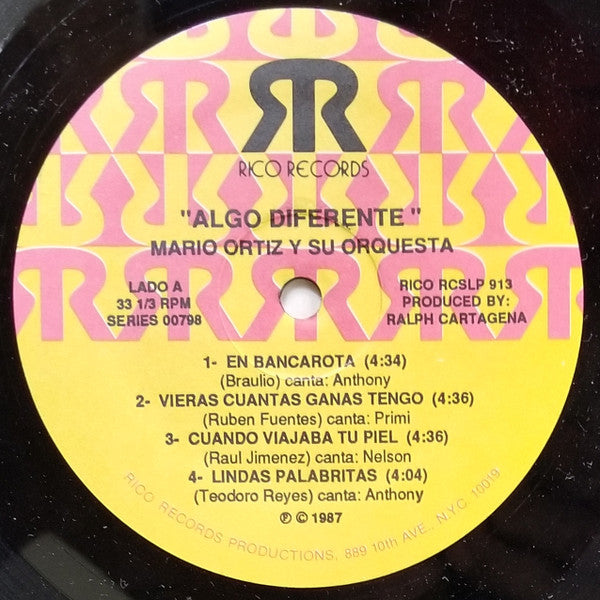 RICO RECORDS
"ALGO DIFERENTE"
MARIO ORTIZ Y SU ORQUESTA
LADO A
33 1/3 RPM
SERIES 00798
RICO RCSLP 913
PRODUCED BY:
RALPH CARTAGENA
1- EN BANCAROTA (4:34)
(Braulio) canta: Anthony
2- VIERAS CUANTAS GANAS TENGO (4:36)
(Ruben Fuentes) canta: Primi
3- CUANDO VIAJABA TU PIEL (4:36)
(Raul Jimenez) canta: Nelson
4- LINDAS PALABRITAS (4:04)
(Teodoro Reyes) canta: Anthony
℗ © 1987
RICO RECORDS PRODUCTIONS, 889 10th AVE., N.Y.C. 10019